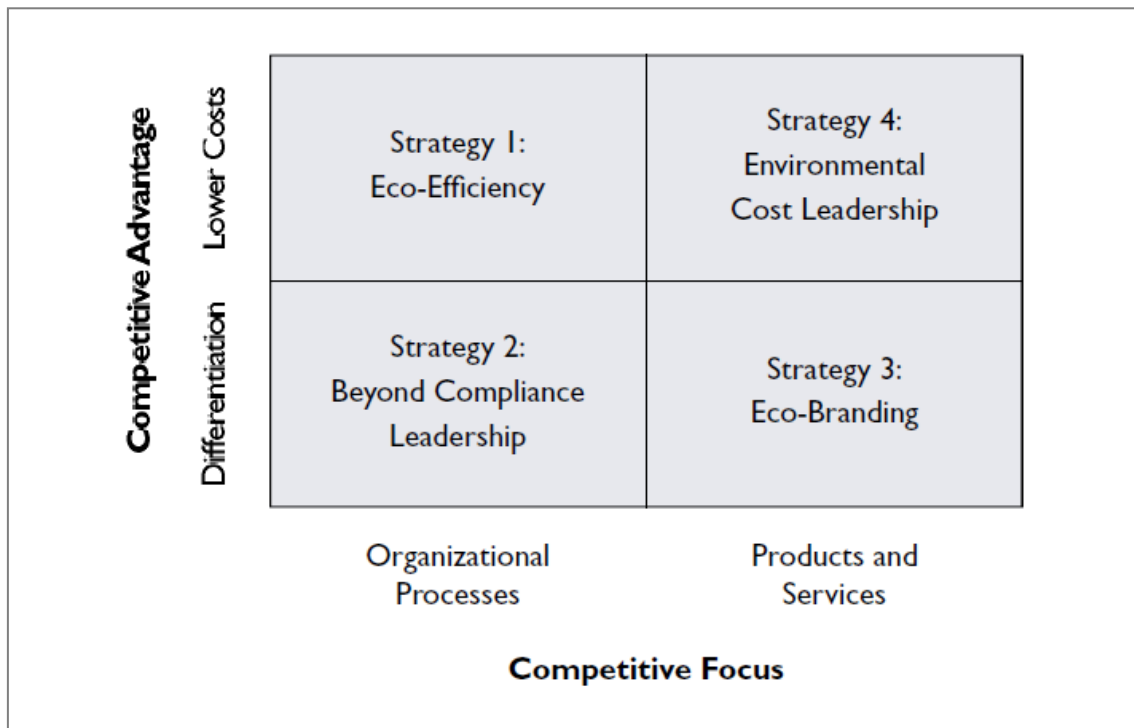 Competitive Advantage
Lower Costs
Differentiation
Strategy 1:
Eco-Efficiency
Strategy 4:
Environmental
Cost Leadership
Strategy 2:
Beyond Compliance
Leadership
Strategy 3:
Eco-Branding
Organizational
Processes
Products and
Services
Competitive Focus